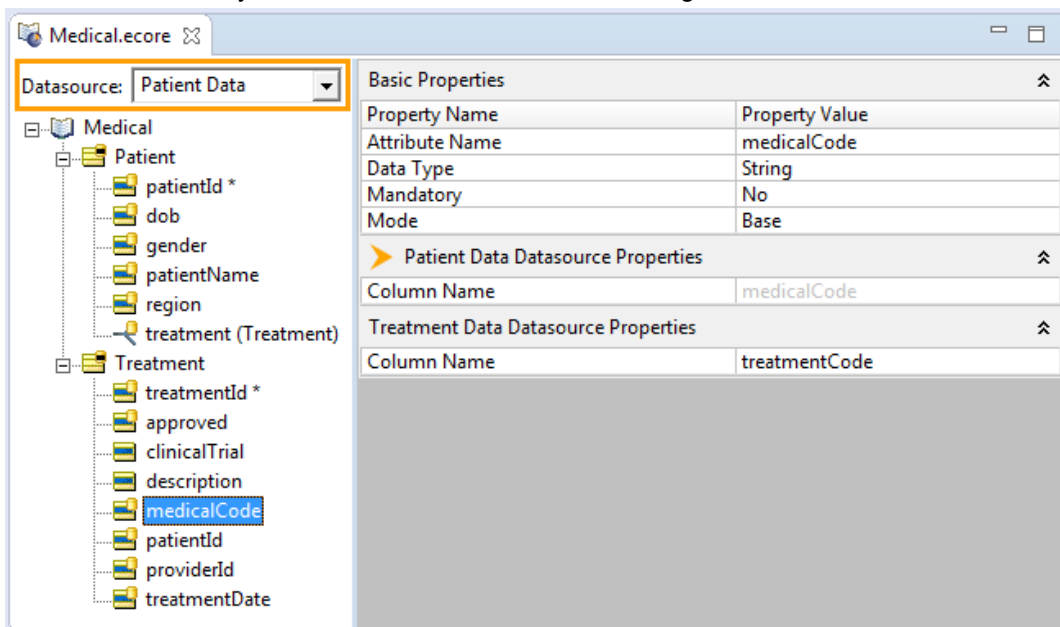 Medical.ecore
Datasource: Patient Data
Medical
Patient
patientId *
dob
gender
patientName
region
treatment (Treatment)
Treatment
treatmentId *
approved
clinicalTrial
description
medicalCode
patientId
providerId
treatmentDate
Basic Properties
Property Name Property Value
Attribute Name medicalCode
Data Type String
Mandatory No
Mode Base
Patient Data Datasource Properties
Column Name medicalCode
Treatment Data Datasource Properties
Column Name treatmentCode